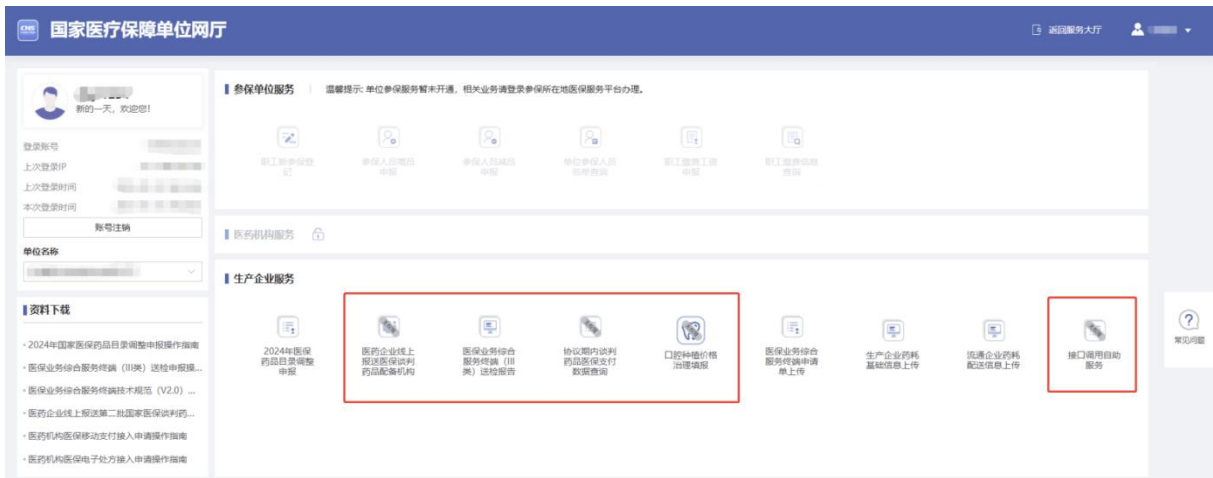 CHS
国家医疗保障单位网厅
返回服务大厅
新的一天，欢迎您！
登录账号
上次登录IP
上次登录时间
本次登录时间
账号注销
单位名称
资料下载
·2024年国家医保药品目录调整申报操作指南
·医保业务综合服务终端（III类）送检申报操...
·医保业务综合服务终端技术规范（V2.0）...
·医药企业线上报送第二批国家医保谈判药...
·医药机构医保移动支付接入申请操作指南
·医药机构医保电子处方接入申请操作指南
参保单位服务
温馨提示: 单位参保服务暂未开通，相关业务请登录参保所在地医保服务平台办理。
职工新参保登
记
参保人员增员
申报
参保人员减员
申报
单位参保人员
名单查询
职工缴费工资
申报
职工缴费信息
查询
医药机构服务
生产企业服务
2024年医保
药品目录调整
申报
医药企业线上
报送医保谈判
药品配备机构
医保业务综合
服务终端（III
类）送检报告
协议期内谈判
药品医保支付
数据查询
口腔种植价格
治理填报
医保业务综合
服务终端申请
单上传
生产企业药耗
基础信息上传
流通企业药耗
配送信息上传
接口调用自助
服务
常见问题